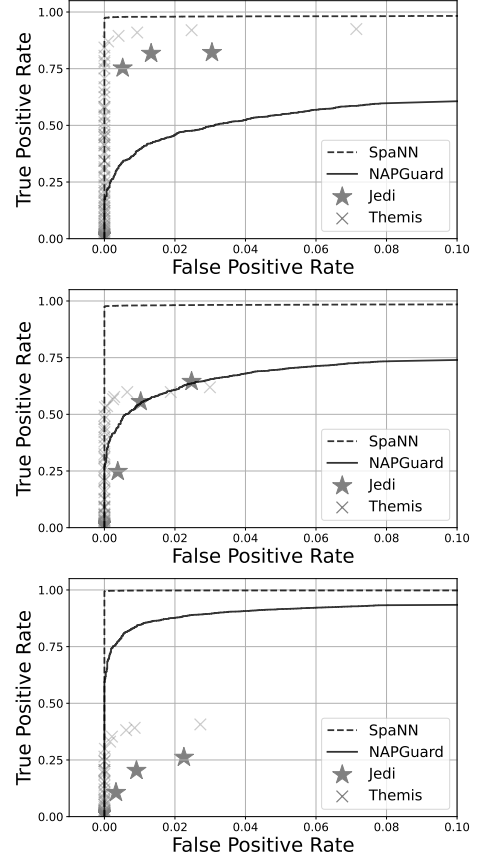 1.00
0.75
0.50
0.25
0.00
True Positive Rate
SpaNN
NAPGuard
Jedi
Themis
0.00 0.02 0.04 0.06 0.08 0.10
False Positive Rate
1.00
0.75
0.50
0.25
0.00
True Positive Rate
SpaNN
NAPGuard
Jedi
Themis
0.00 0.02 0.04 0.06 0.08 0.10
False Positive Rate
1.00
0.75
0.50
0.25
0.00
True Positive Rate
SpaNN
NAPGuard
Jedi
Themis
0.00 0.02 0.04 0.06 0.08 0.10
False Positive Rate